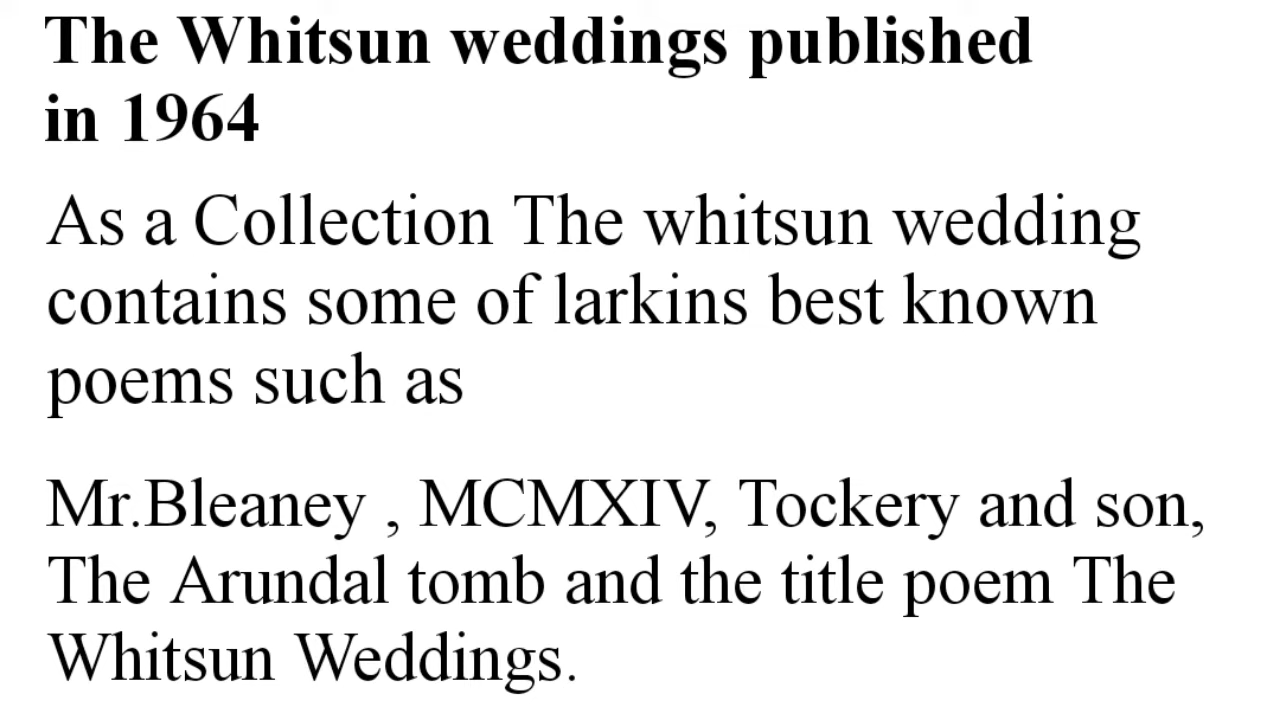 The Whitsun weddings published
in 1964
As a Collection The whitsun wedding
contains some of larkins best known
poems such as
Mr.Bleaney , MCMXIV, Tockery and son,
The Arundal tomb and the title poem The
Whitsun Weddings.